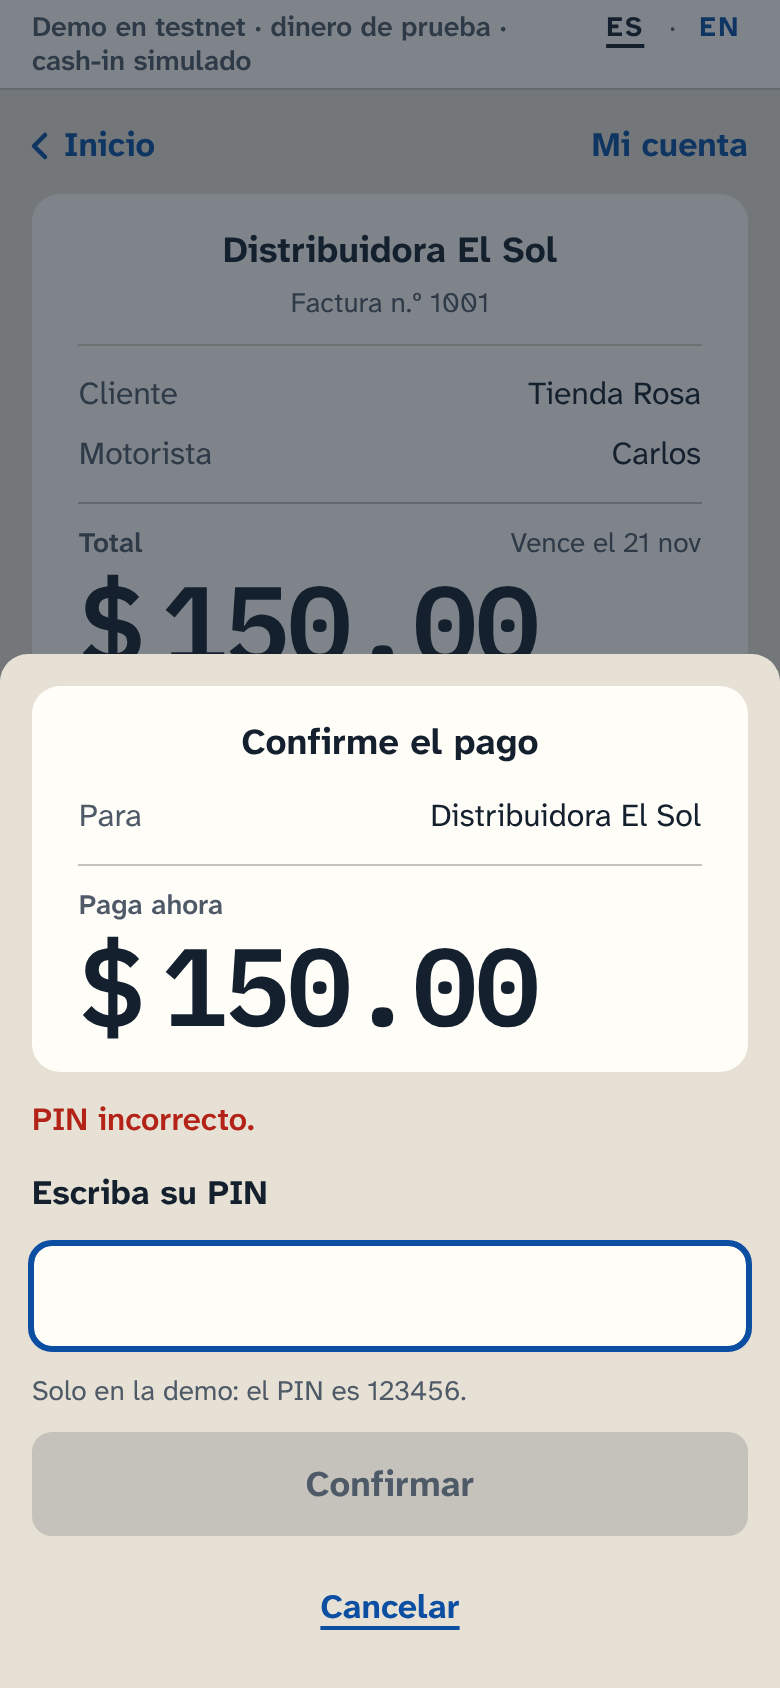 Demo en testnet · dinero de prueba ·
cash-in simulado
ES · EN
Inicio
Mi cuenta
Distribuidora El Sol
Factura n.º 1001
Cliente Tienda Rosa
Motorista Carlos
Total Vence el 21 nov
$150.00
Confirme el pago
Para Distribuidora El Sol
Paga ahora
$150.00
PIN incorrecto.
Escriba su PIN
Solo en la demo: el PIN es 123456.
Confirmar
Cancelar